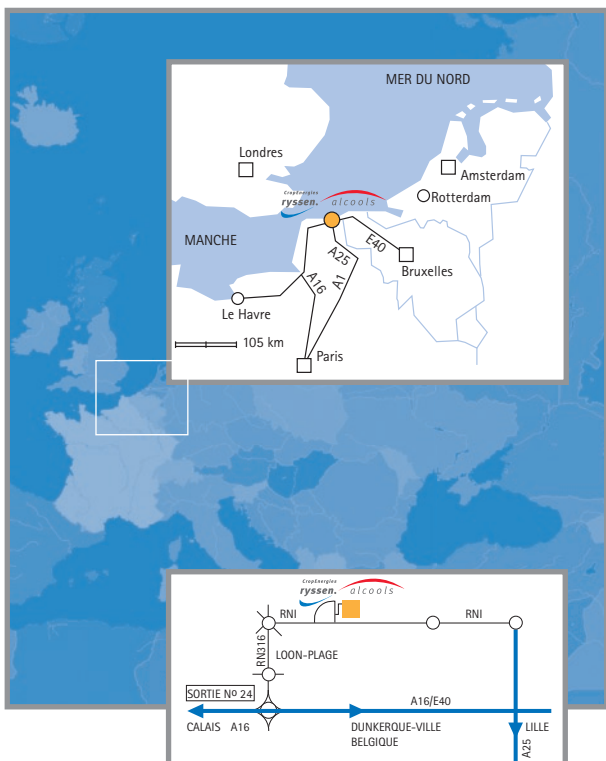 MER DU NORD
Londres
Amsterdam
CropEnergies
ryssen. alcools
Rotterdam
MANCHE
E40
A25
Bruxelles
A16
A1
Le Havre
105 km
Paris
CropEnergies
ryssen. alcools
RNI
RNI
RN316
LOON-PLAGE
SORTIE Nº 24
A16/E40
CALAIS A16
DUNKERQUE-VILLE
LILLE
BELGIQUE
A25